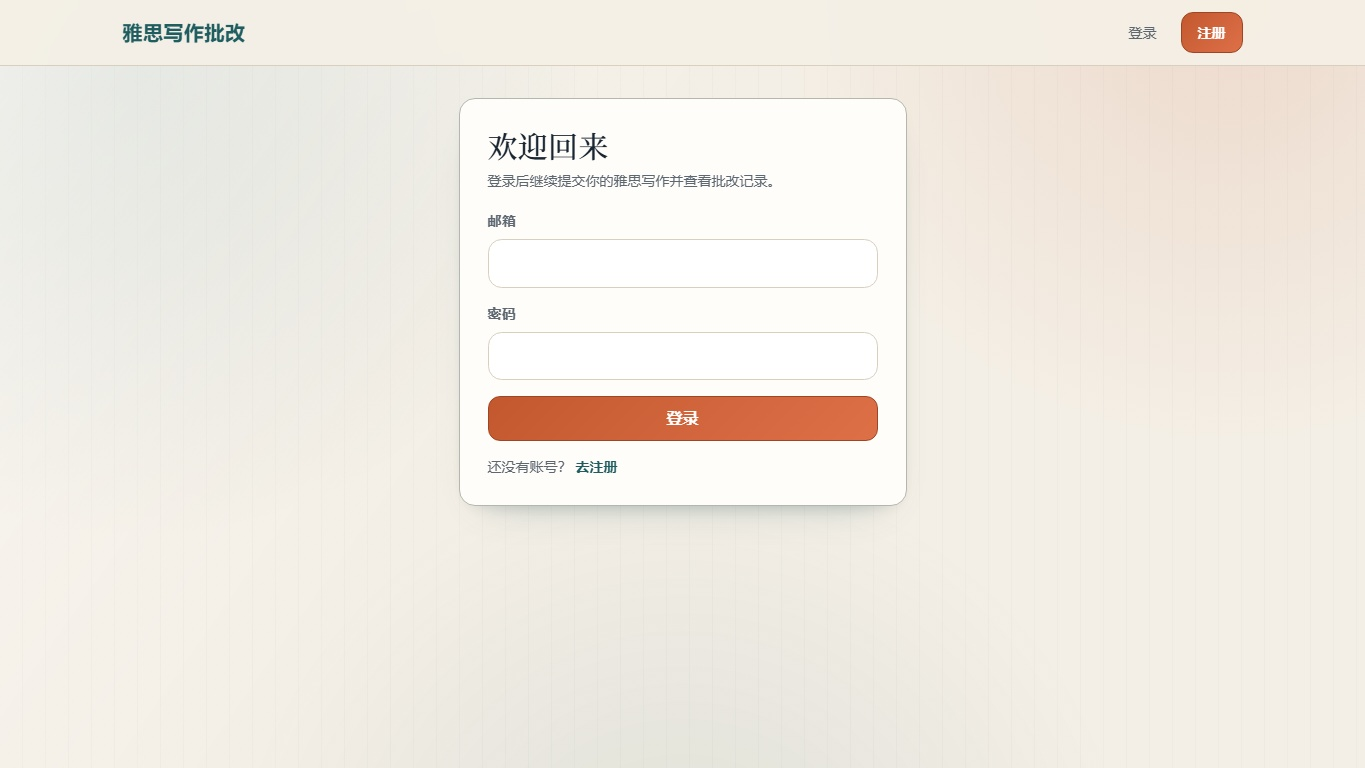 雅思写作批改
登录
注册
欢迎回来
登录后继续提交你的雅思写作并查看批改记录。
邮箱
密码
登录
还没有账号？ 去注册